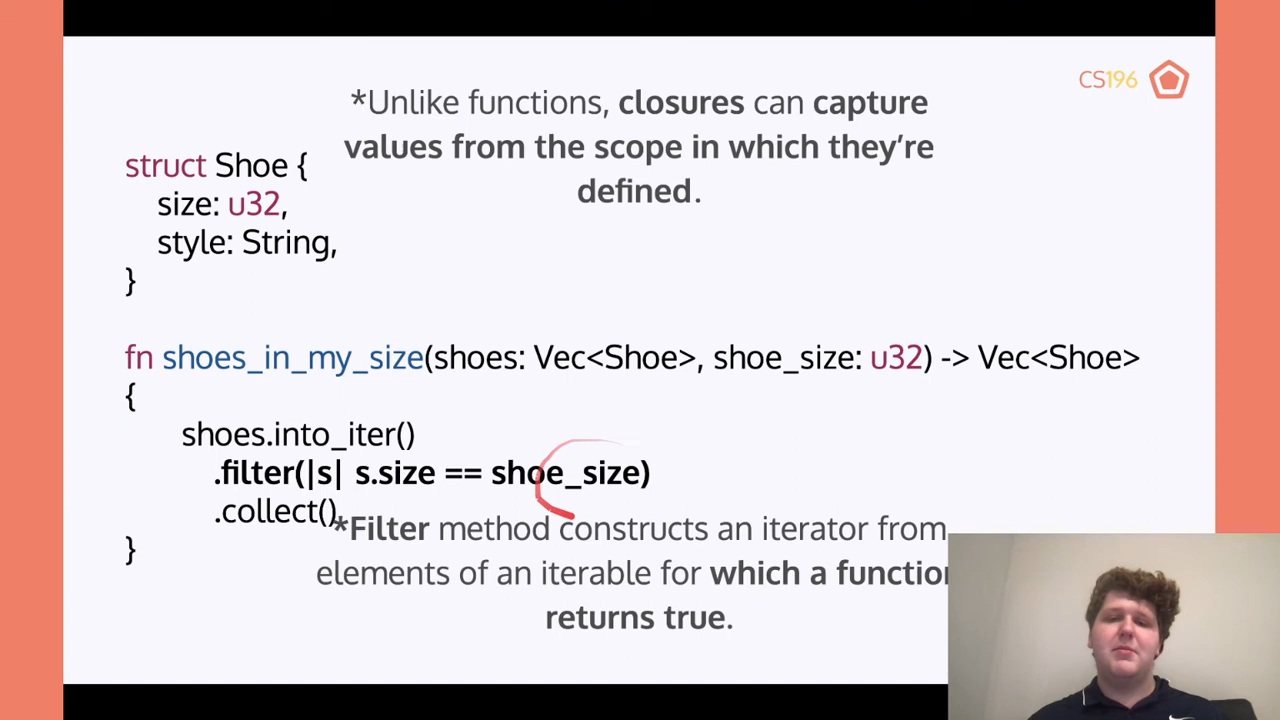 CS196
*Unlike functions, closures can capture
values from the scope in which they’re
defined.
struct Shoe {
size: u32,
style: String,
}
fn shoes_in_my_size(shoes: Vec<Shoe>, shoe_size: u32) -> Vec<Shoe>
{
shoes.into_iter()
.filter(|s| s.size == shoe_size)
.collect()
}
*Filter method constructs an iterator from
elements of an iterable for which a function
returns true.